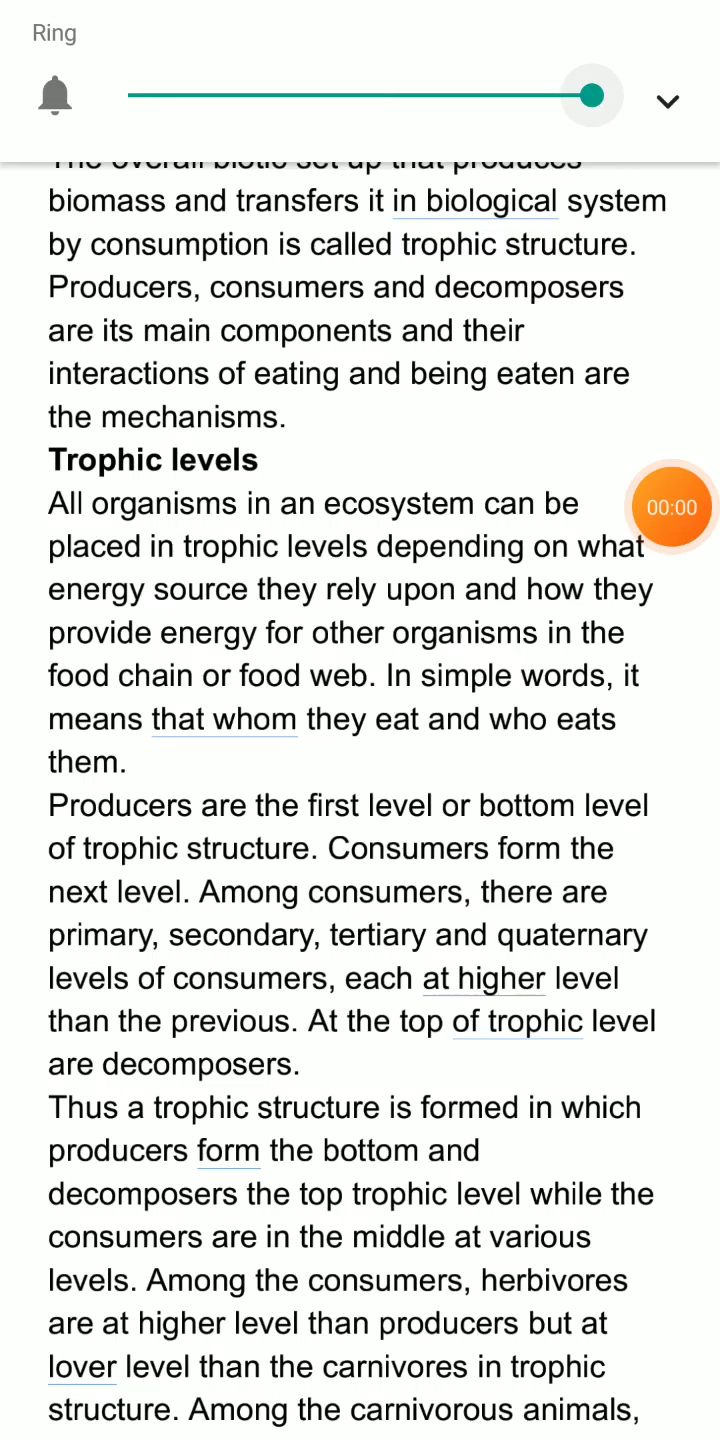 Ring
The overall biotic set up that produces
biomass and transfers it in biological system
by consumption is called trophic structure.
Producers, consumers and decomposers
are its main components and their
interactions of eating and being eaten are
the mechanisms.
Trophic levels
All organisms in an ecosystem can be
00:00
placed in trophic levels depending on what
energy source they rely upon and how they
provide energy for other organisms in the
food chain or food web. In simple words, it
means that whom they eat and who eats
them.
Producers are the first level or bottom level
of trophic structure. Consumers form the
next level. Among consumers, there are
primary, secondary, tertiary and quaternary
levels of consumers, each at higher level
than the previous. At the top of trophic level
are decomposers.
Thus a trophic structure is formed in which
producers form the bottom and
decomposers the top trophic level while the
consumers are in the middle at various
levels. Among the consumers, herbivores
are at higher level than producers but at
lover level than the carnivores in trophic
structure. Among the carnivorous animals,